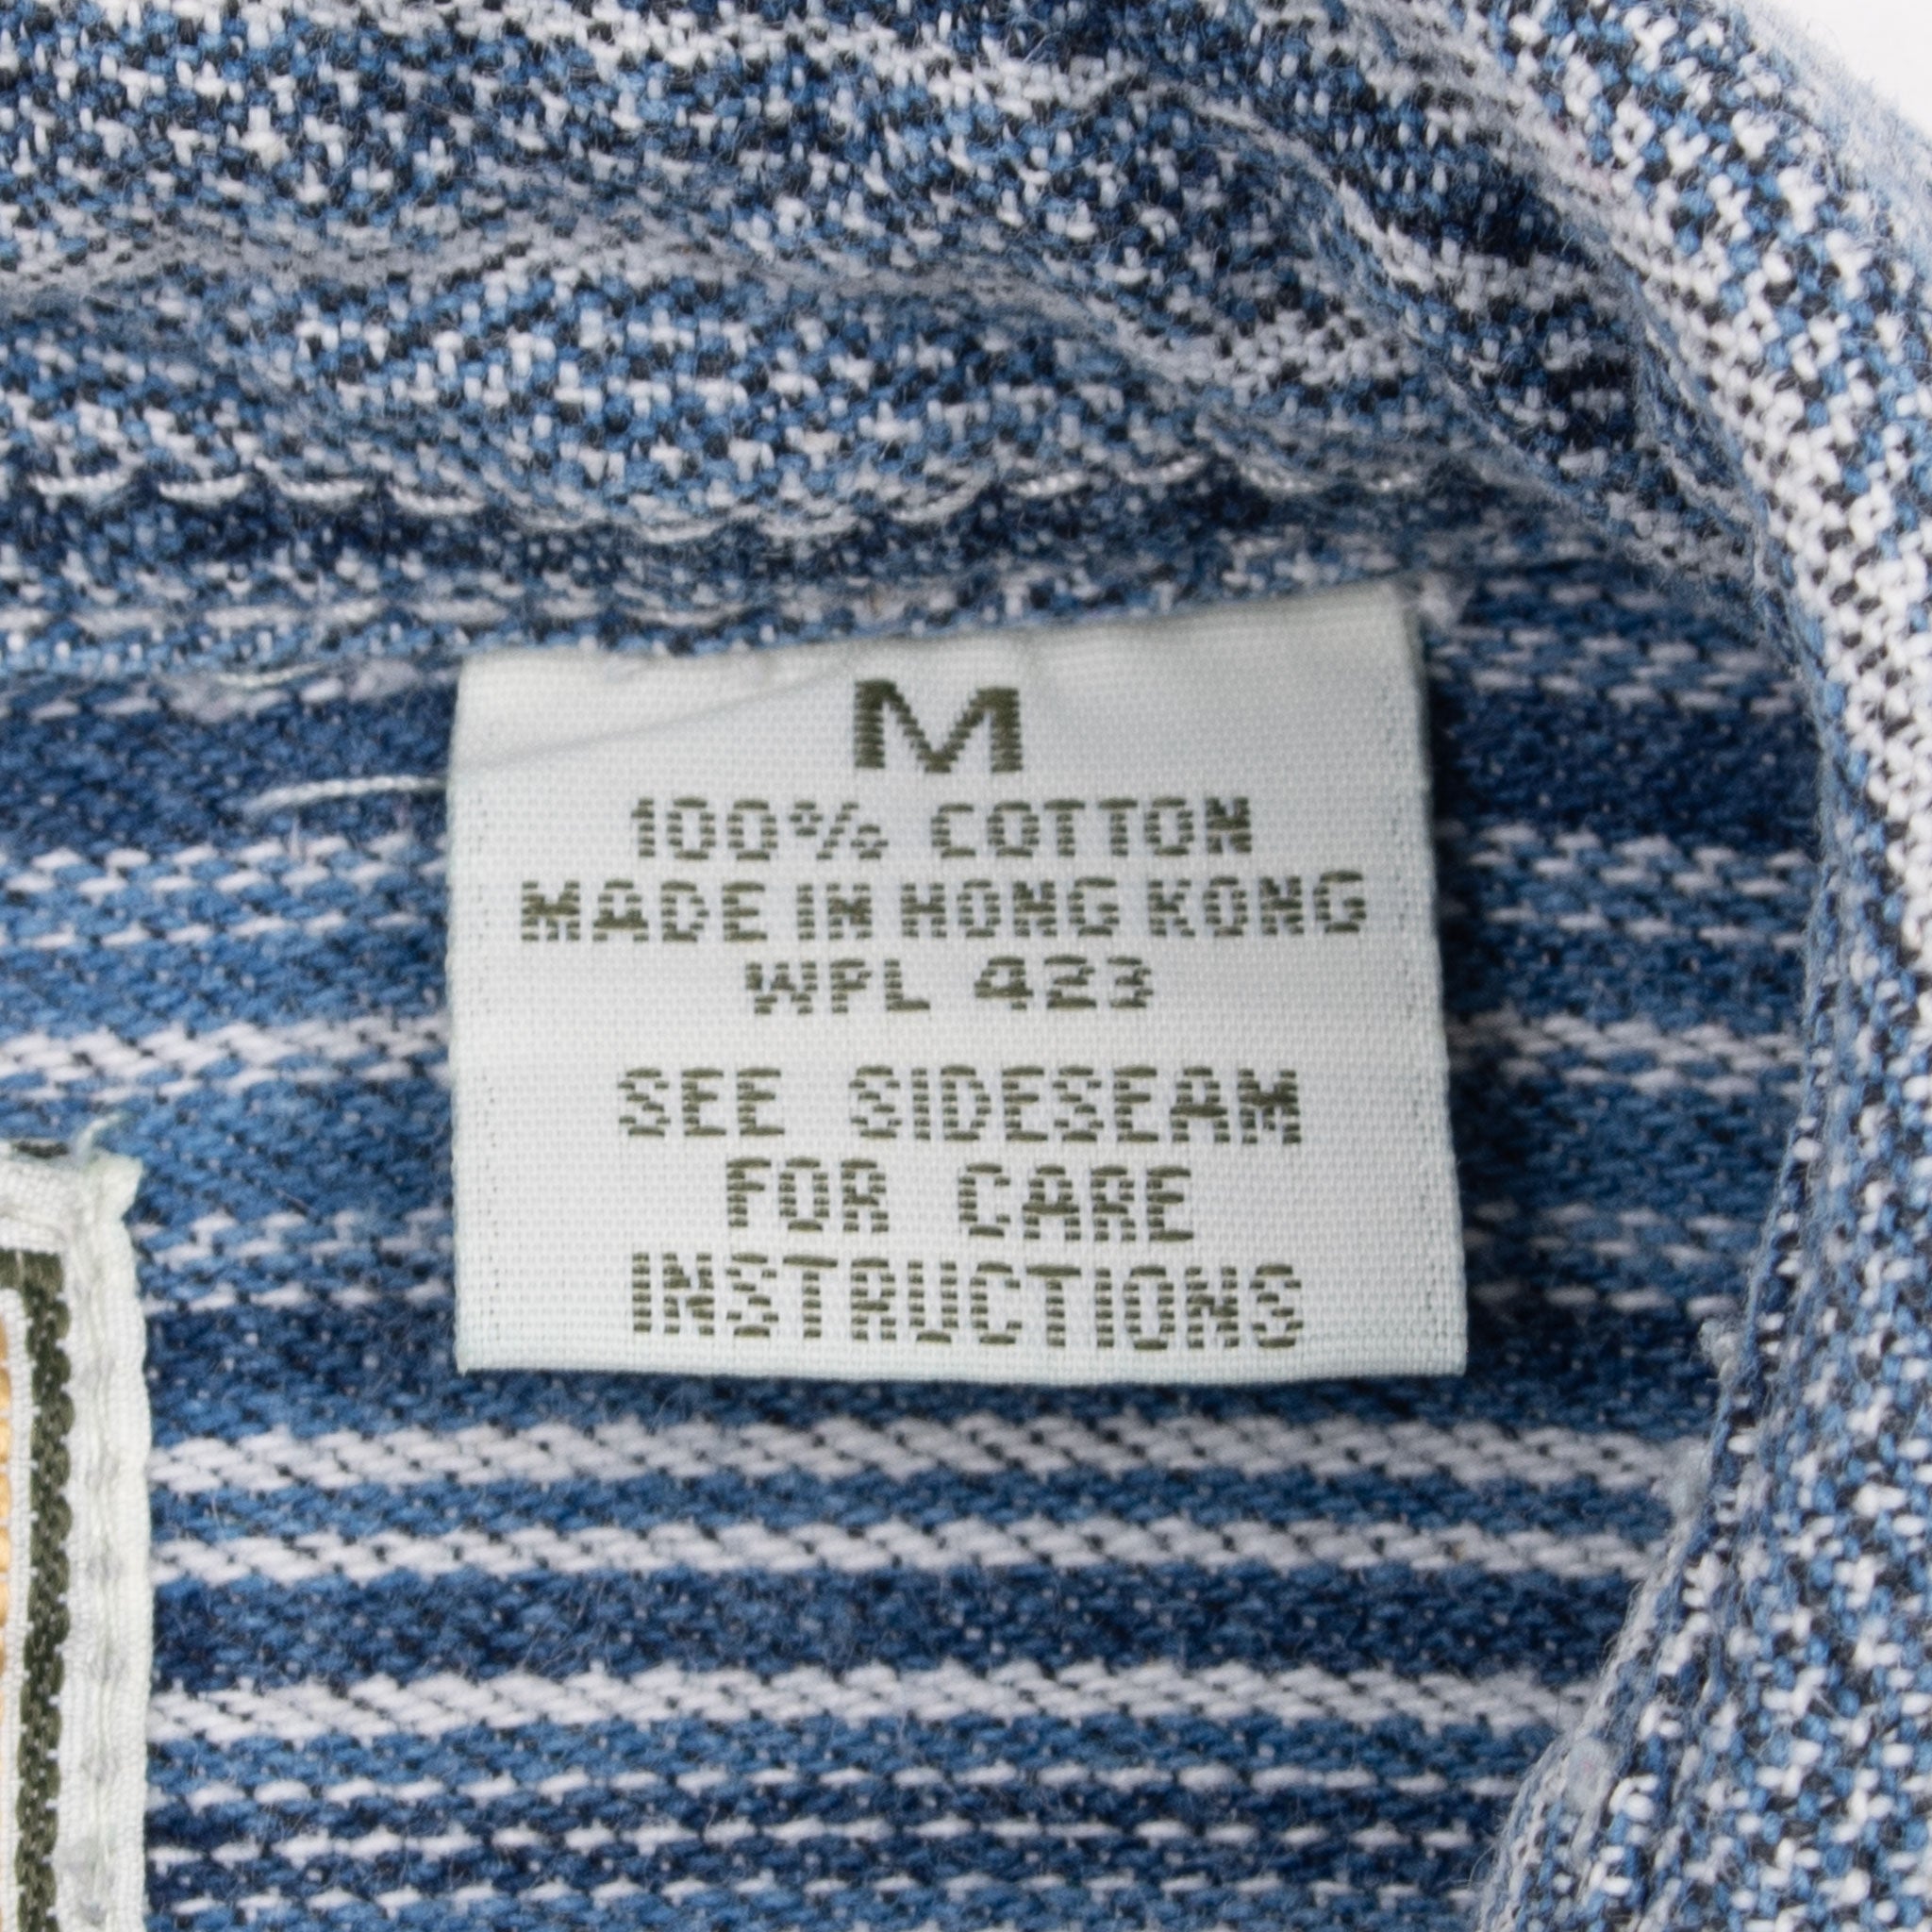 M
100% COTTON
MADE IN HONG KONG
WPL 423
SEE SIDESEAM
FOR CARE
INSTRUCTIONS